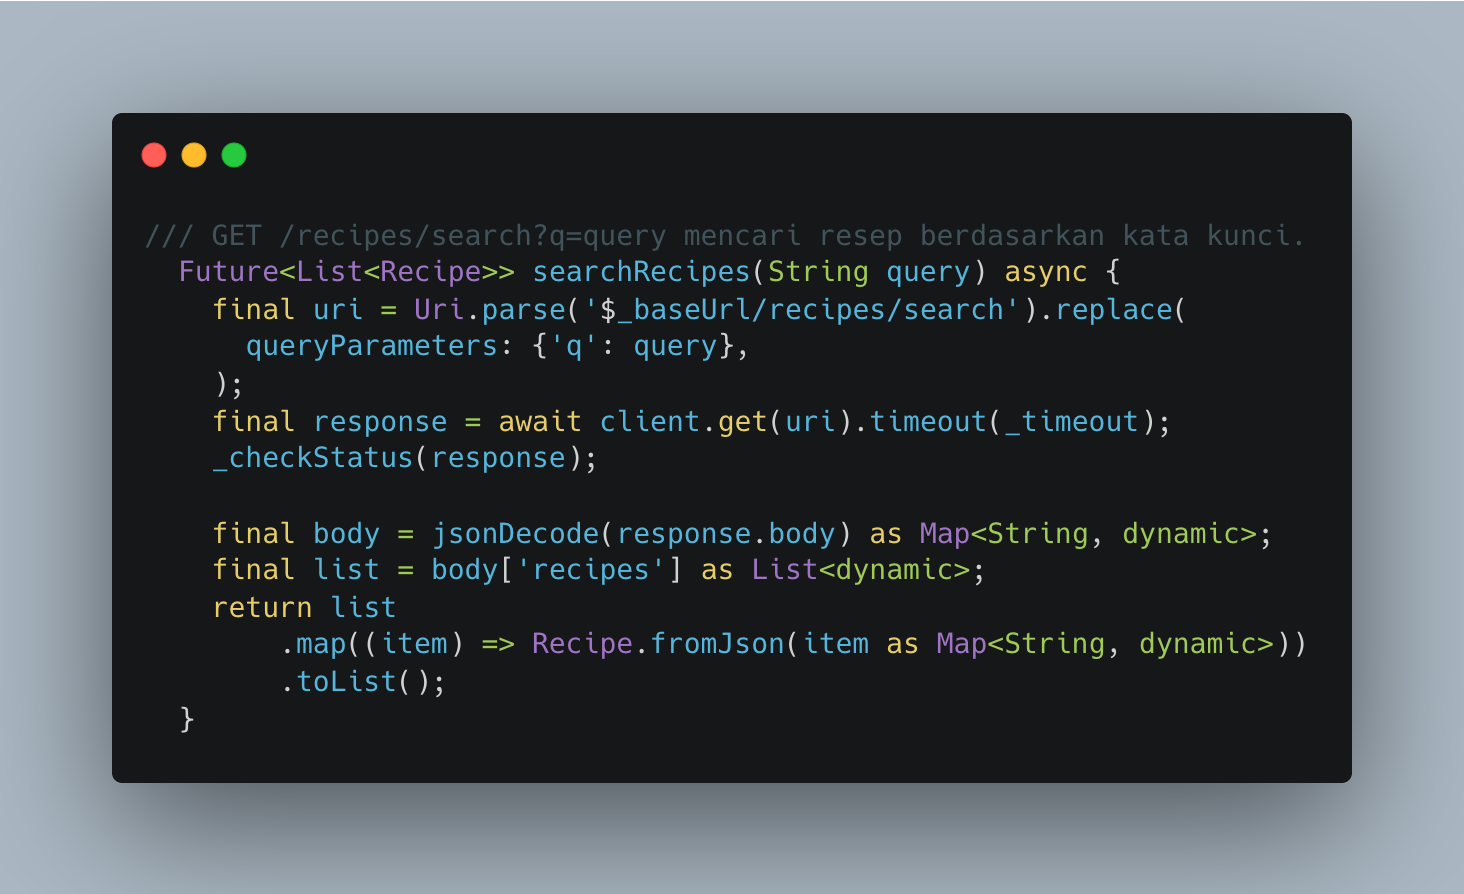 /// GET /recipes/search?q=query mencari resep berdasarkan kata kunci.
  Future<List<Recipe>> searchRecipes(String query) async {
    final uri = Uri.parse('$_baseUrl/recipes/search').replace(
      queryParameters: {'q': query},
    );
    final response = await client.get(uri).timeout(_timeout);
    _checkStatus(response);

    final body = jsonDecode(response.body) as Map<String, dynamic>;
    final list = body['recipes'] as List<dynamic>;
    return list
        .map((item) => Recipe.fromJson(item as Map<String, dynamic>))
        .toList();
  }